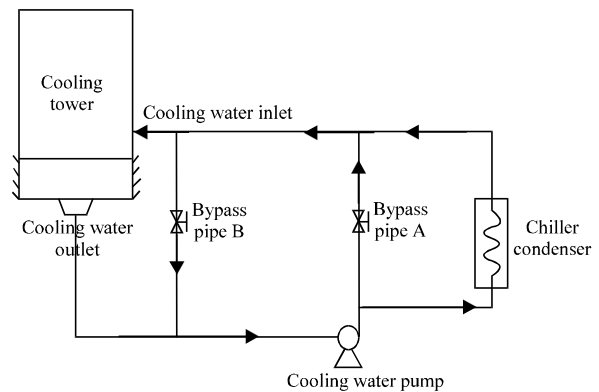 Cooling
tower
Cooling water inlet
Bypass
pipe B
Bypass
pipe A
Chiller
condenser
Cooling water
outlet
Cooling water pump